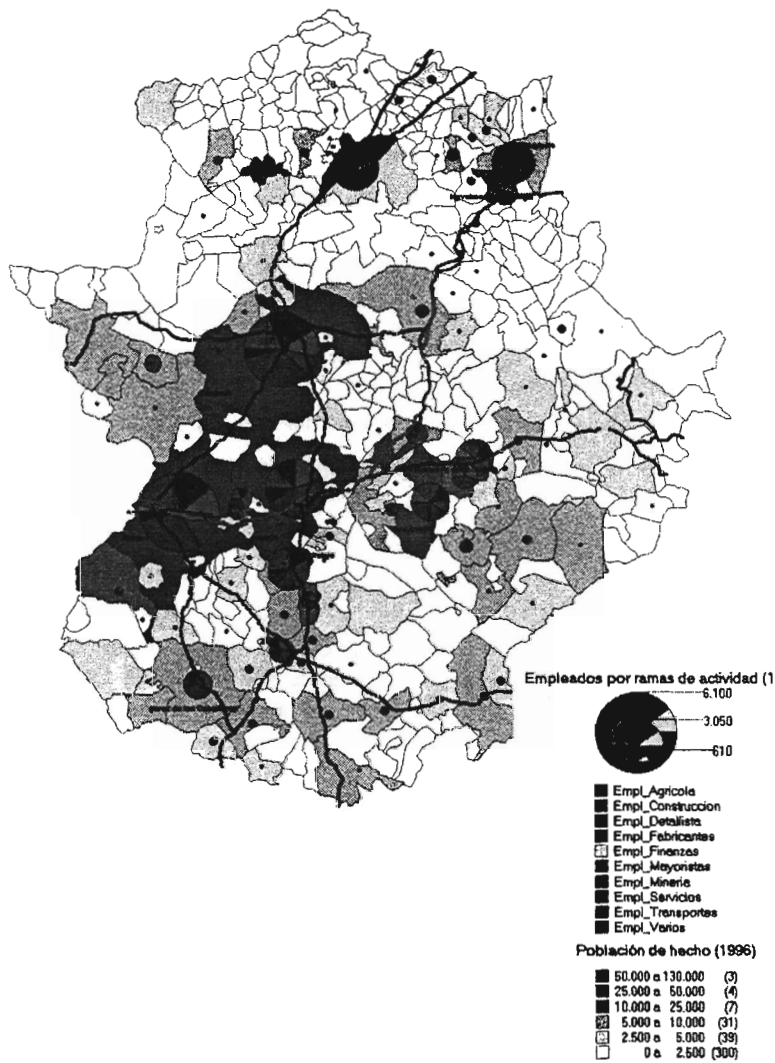 Empleados por ramas de actividad (1
6.100
3.050
610
Empl_Agricola
Empl_Construccion
Empl_Detallista
Empl_Fabricantes
Empl_Finanzas
Empl_Mayoristas
Empl_Mineria
Empl_Servicios
Empl_Transportes
Empl_Varios
Población de hecho (1996)
50.000 a 130.000 (3)
25.000 a 50.000 (4)
10.000 a 25.000 (7)
5.000 a 10.000 (31)
2.500 a 5.000 (39)
0 a 2.500 (300)